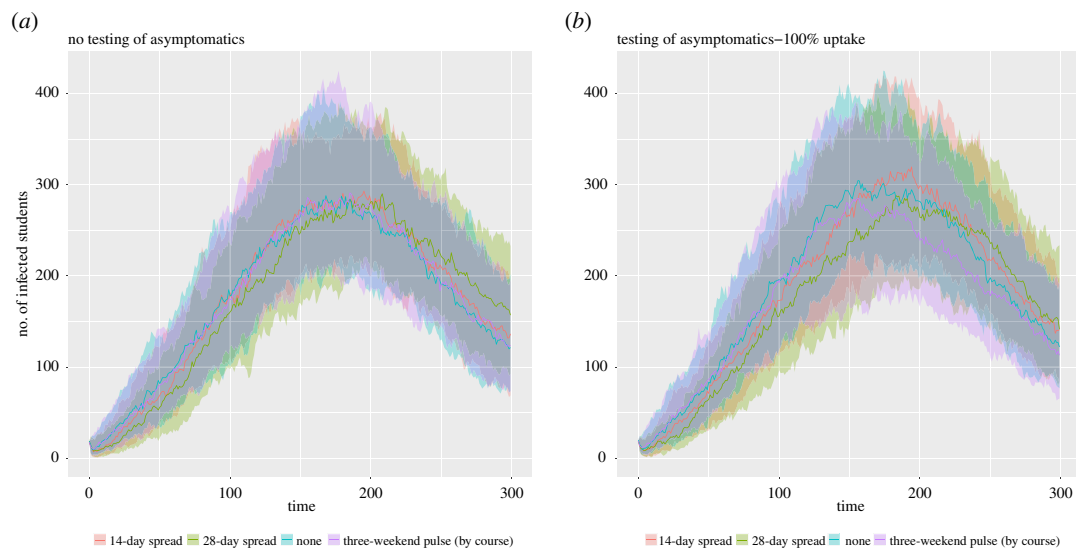 (a)
no testing of asymptomatics
no. of infected students
400
300
200
100
0
0 100 200 300
time
14-day spread 28-day spread none three-weekend pulse (by course)
(b)
testing of asymptomatics–100% uptake
400
300
200
100
0
0 100 200 300
time
14-day spread 28-day spread none three-weekend pulse (by course)